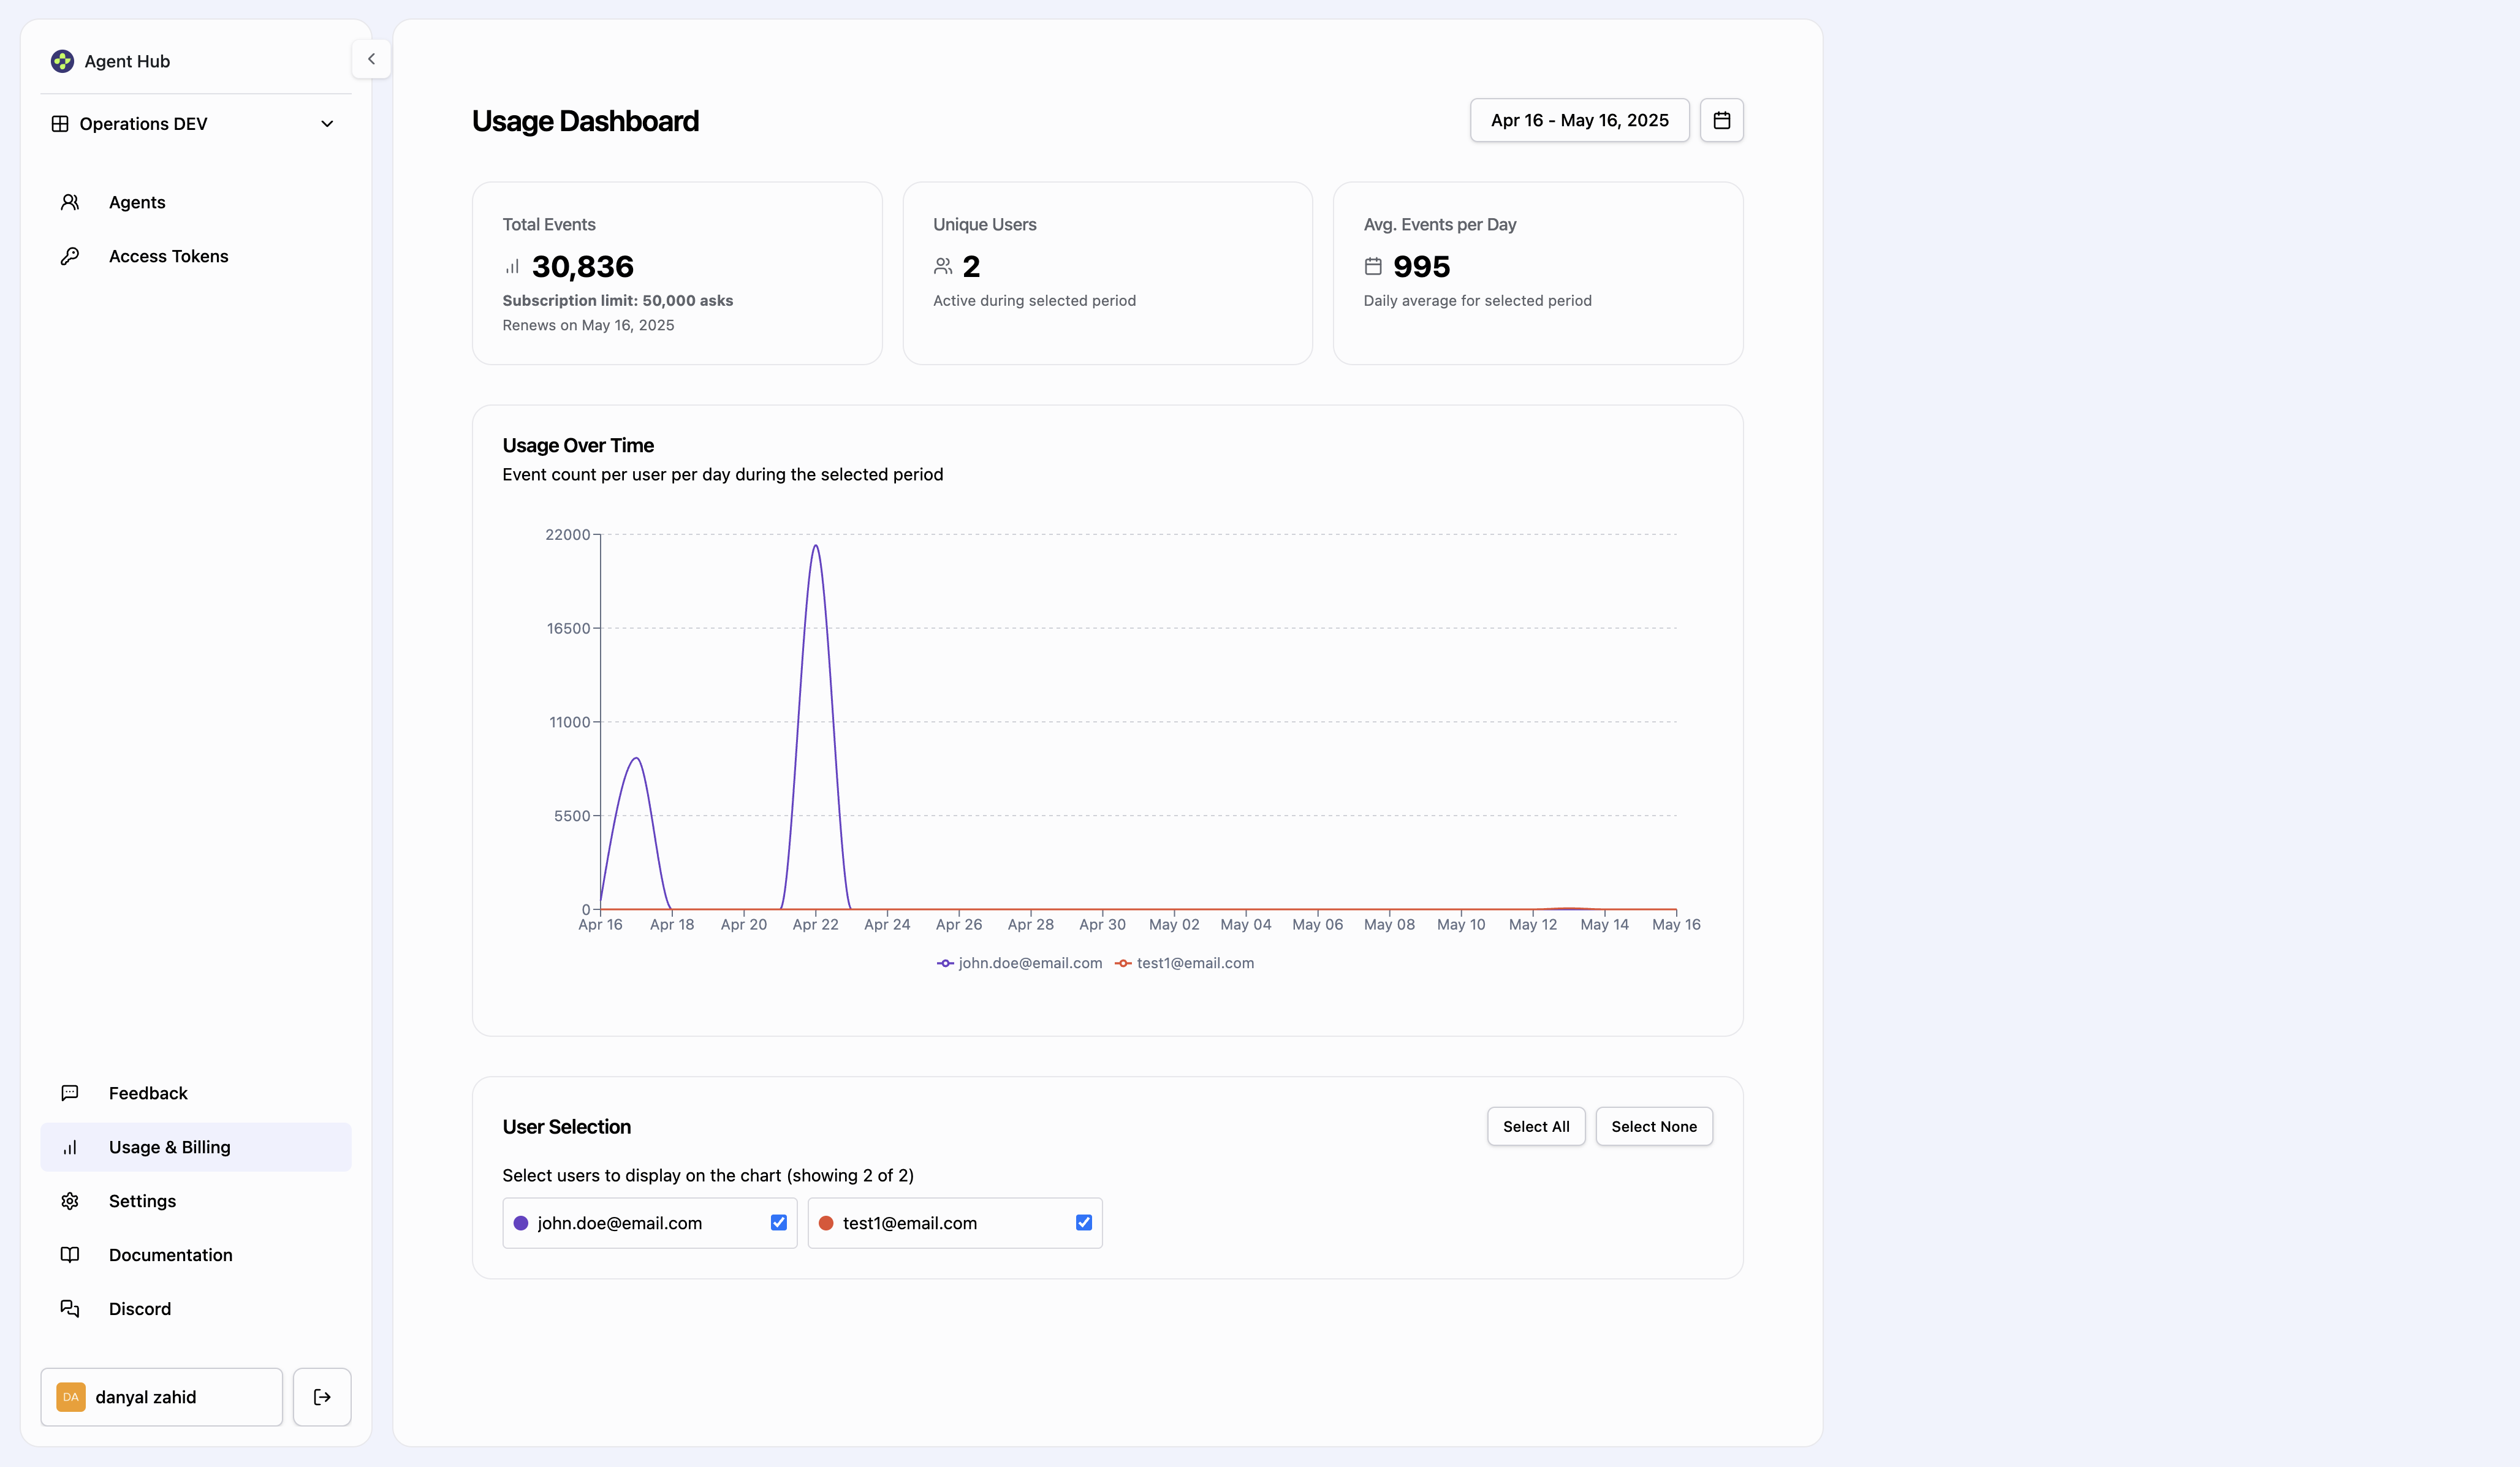 Agent Hub
Operations DEV
Agents
Access Tokens
Feedback
Usage & Billing
Settings
Documentation
Discord
DA danyal zahid
Usage Dashboard
Apr 16 - May 16, 2025
Total Events
30,836
Subscription limit: 50,000 asks
Renews on May 16, 2025
Unique Users
2
Active during selected period
Avg. Events per Day
995
Daily average for selected period
Usage Over Time
Event count per user per day during the selected period
22000
16500
11000
5500
0
Apr 16 Apr 18 Apr 20 Apr 22 Apr 24 Apr 26 Apr 28 Apr 30 May 02 May 04 May 06 May 08 May 10 May 12 May 14 May 16
john.doe@email.com test1@email.com
User Selection
Select All Select None
Select users to display on the chart (showing 2 of 2)
john.doe@email.com test1@email.com